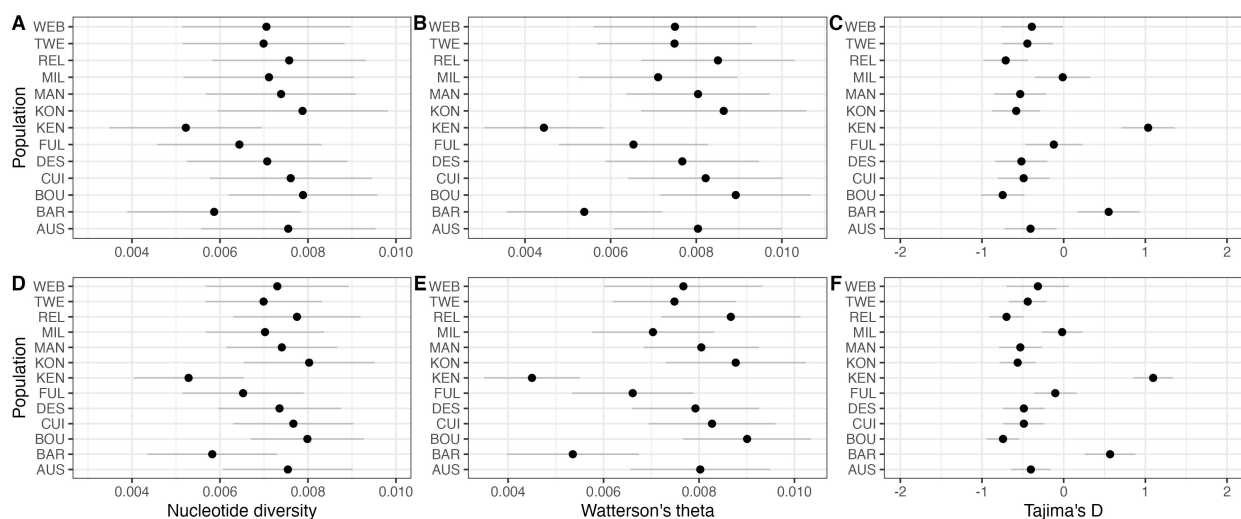 A
B
C
Population
WEB
TWE
REL
MIL
MAN
KON
KEN
FUL
DES
CUI
BOU
BAR
AUS
WEB
TWE
REL
MIL
MAN
KON
KEN
FUL
DES
CUI
BOU
BAR
AUS
WEB
TWE
REL
MIL
MAN
KON
KEN
FUL
DES
CUI
BOU
BAR
AUS
0.004 0.006 0.008 0.010
0.004 0.006 0.008 0.010
-2 -1 0 1 2
D
E
F
Population
WEB
TWE
REL
MIL
MAN
KON
KEN
FUL
DES
CUI
BOU
BAR
AUS
WEB
TWE
REL
MIL
MAN
KON
KEN
FUL
DES
CUI
BOU
BAR
AUS
WEB
TWE
REL
MIL
MAN
KON
KEN
FUL
DES
CUI
BOU
BAR
AUS
0.004 0.006 0.008 0.010
0.004 0.006 0.008 0.010
-2 -1 0 1 2
Nucleotide diversity
Watterson's theta
Tajima's D